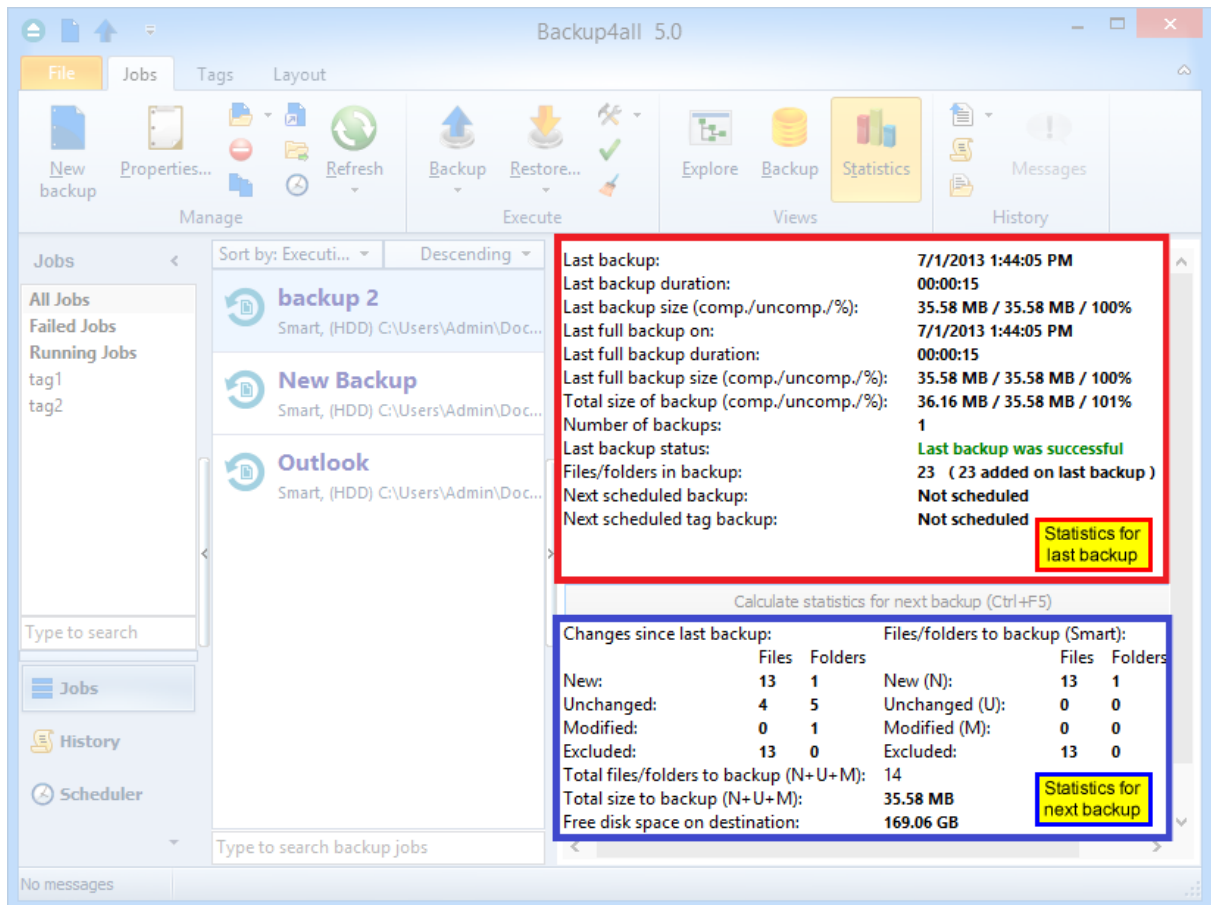 Backup4all 5.0
File Jobs Tags Layout
New backup Properties... Refresh Backup Restore... Explore Backup Statistics Messages
Manage Execute Views History
Jobs
All Jobs
Failed Jobs
Running Jobs
tag1
tag2
Type to search
Jobs
History
Scheduler
Sort by: Executi... Descending
backup 2
Smart, (HDD) C:\Users\Admin\Doc...
New Backup
Smart, (HDD) C:\Users\Admin\Doc...
Outlook
Smart, (HDD) C:\Users\Admin\Doc...
Type to search backup jobs
Last backup: 7/1/2013 1:44:05 PM
Last backup duration: 00:00:15
Last backup size (comp./uncomp./%): 35.58 MB / 35.58 MB / 100%
Last full backup on: 7/1/2013 1:44:05 PM
Last full backup duration: 00:00:15
Last full backup size (comp./uncomp./%): 35.58 MB / 35.58 MB / 100%
Total size of backup (comp./uncomp./%): 36.16 MB / 35.58 MB / 101%
Number of backups: 1
Last backup status: Last backup was successful
Files/folders in backup: 23 ( 23 added on last backup )
Next scheduled backup: Not scheduled
Next scheduled tag backup: Not scheduled
Statistics for
last backup
Calculate statistics for next backup (Ctrl+F5)
Changes since last backup: Files/folders to backup (Smart):
Files Folders Files Folders
New: 13 1 New (N): 13 1
Unchanged: 4 5 Unchanged (U): 0 0
Modified: 0 1 Modified (M): 0 0
Excluded: 13 0 Excluded: 13 0
Total files/folders to backup (N+U+M): 14
Total size to backup (N+U+M): 35.58 MB
Free disk space on destination: 169.06 GB
Statistics for
next backup
No messages